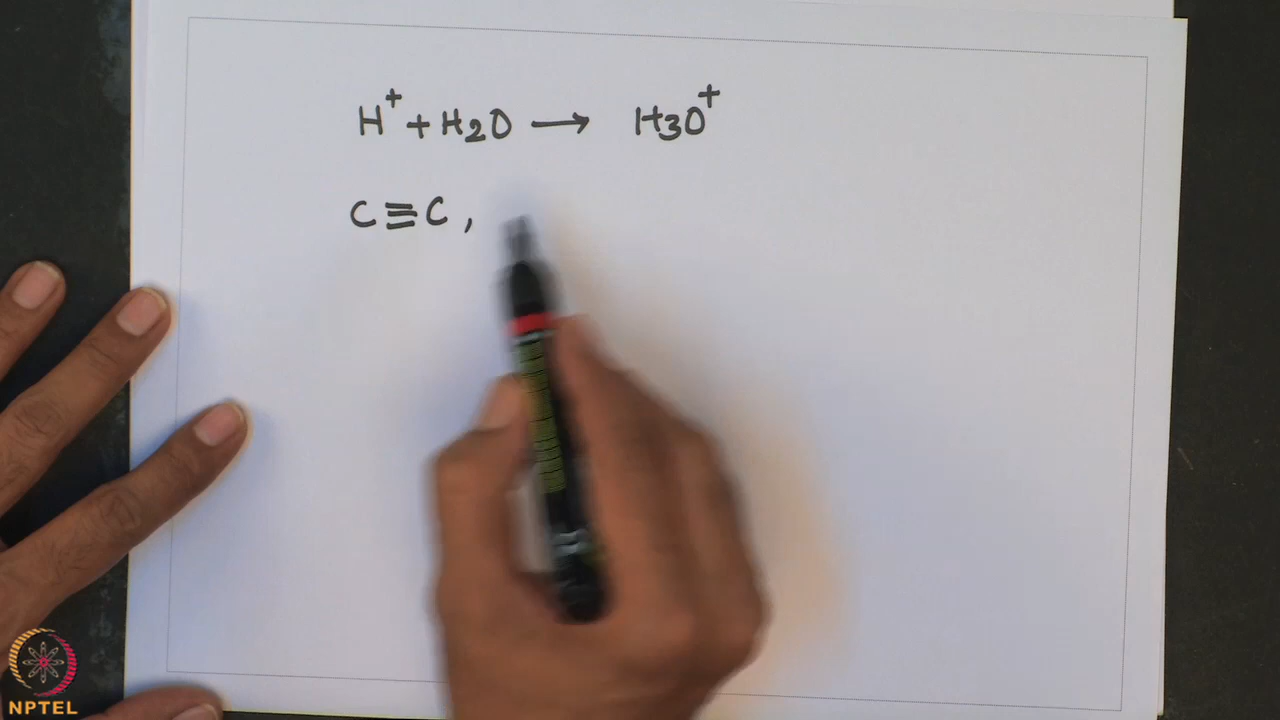 H⁺ + H₂O ⟶ H₃O⁺
C≡C,
NPTEL